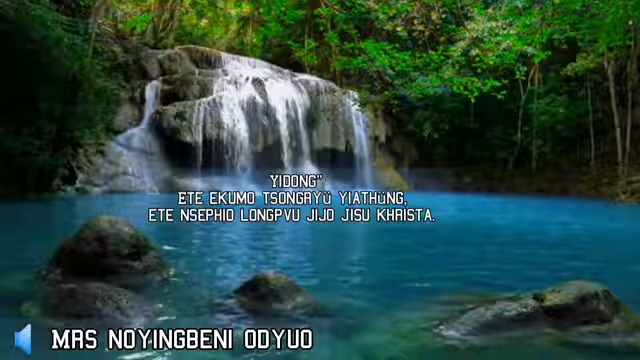 YIDONG"
ETE EKUMO TSONGRYÜ YIATHÜNG,
ETE NSEPHIO LONGPVU JIJO JISU KHRISTA.
MRS NOYINGBENI ODYUO